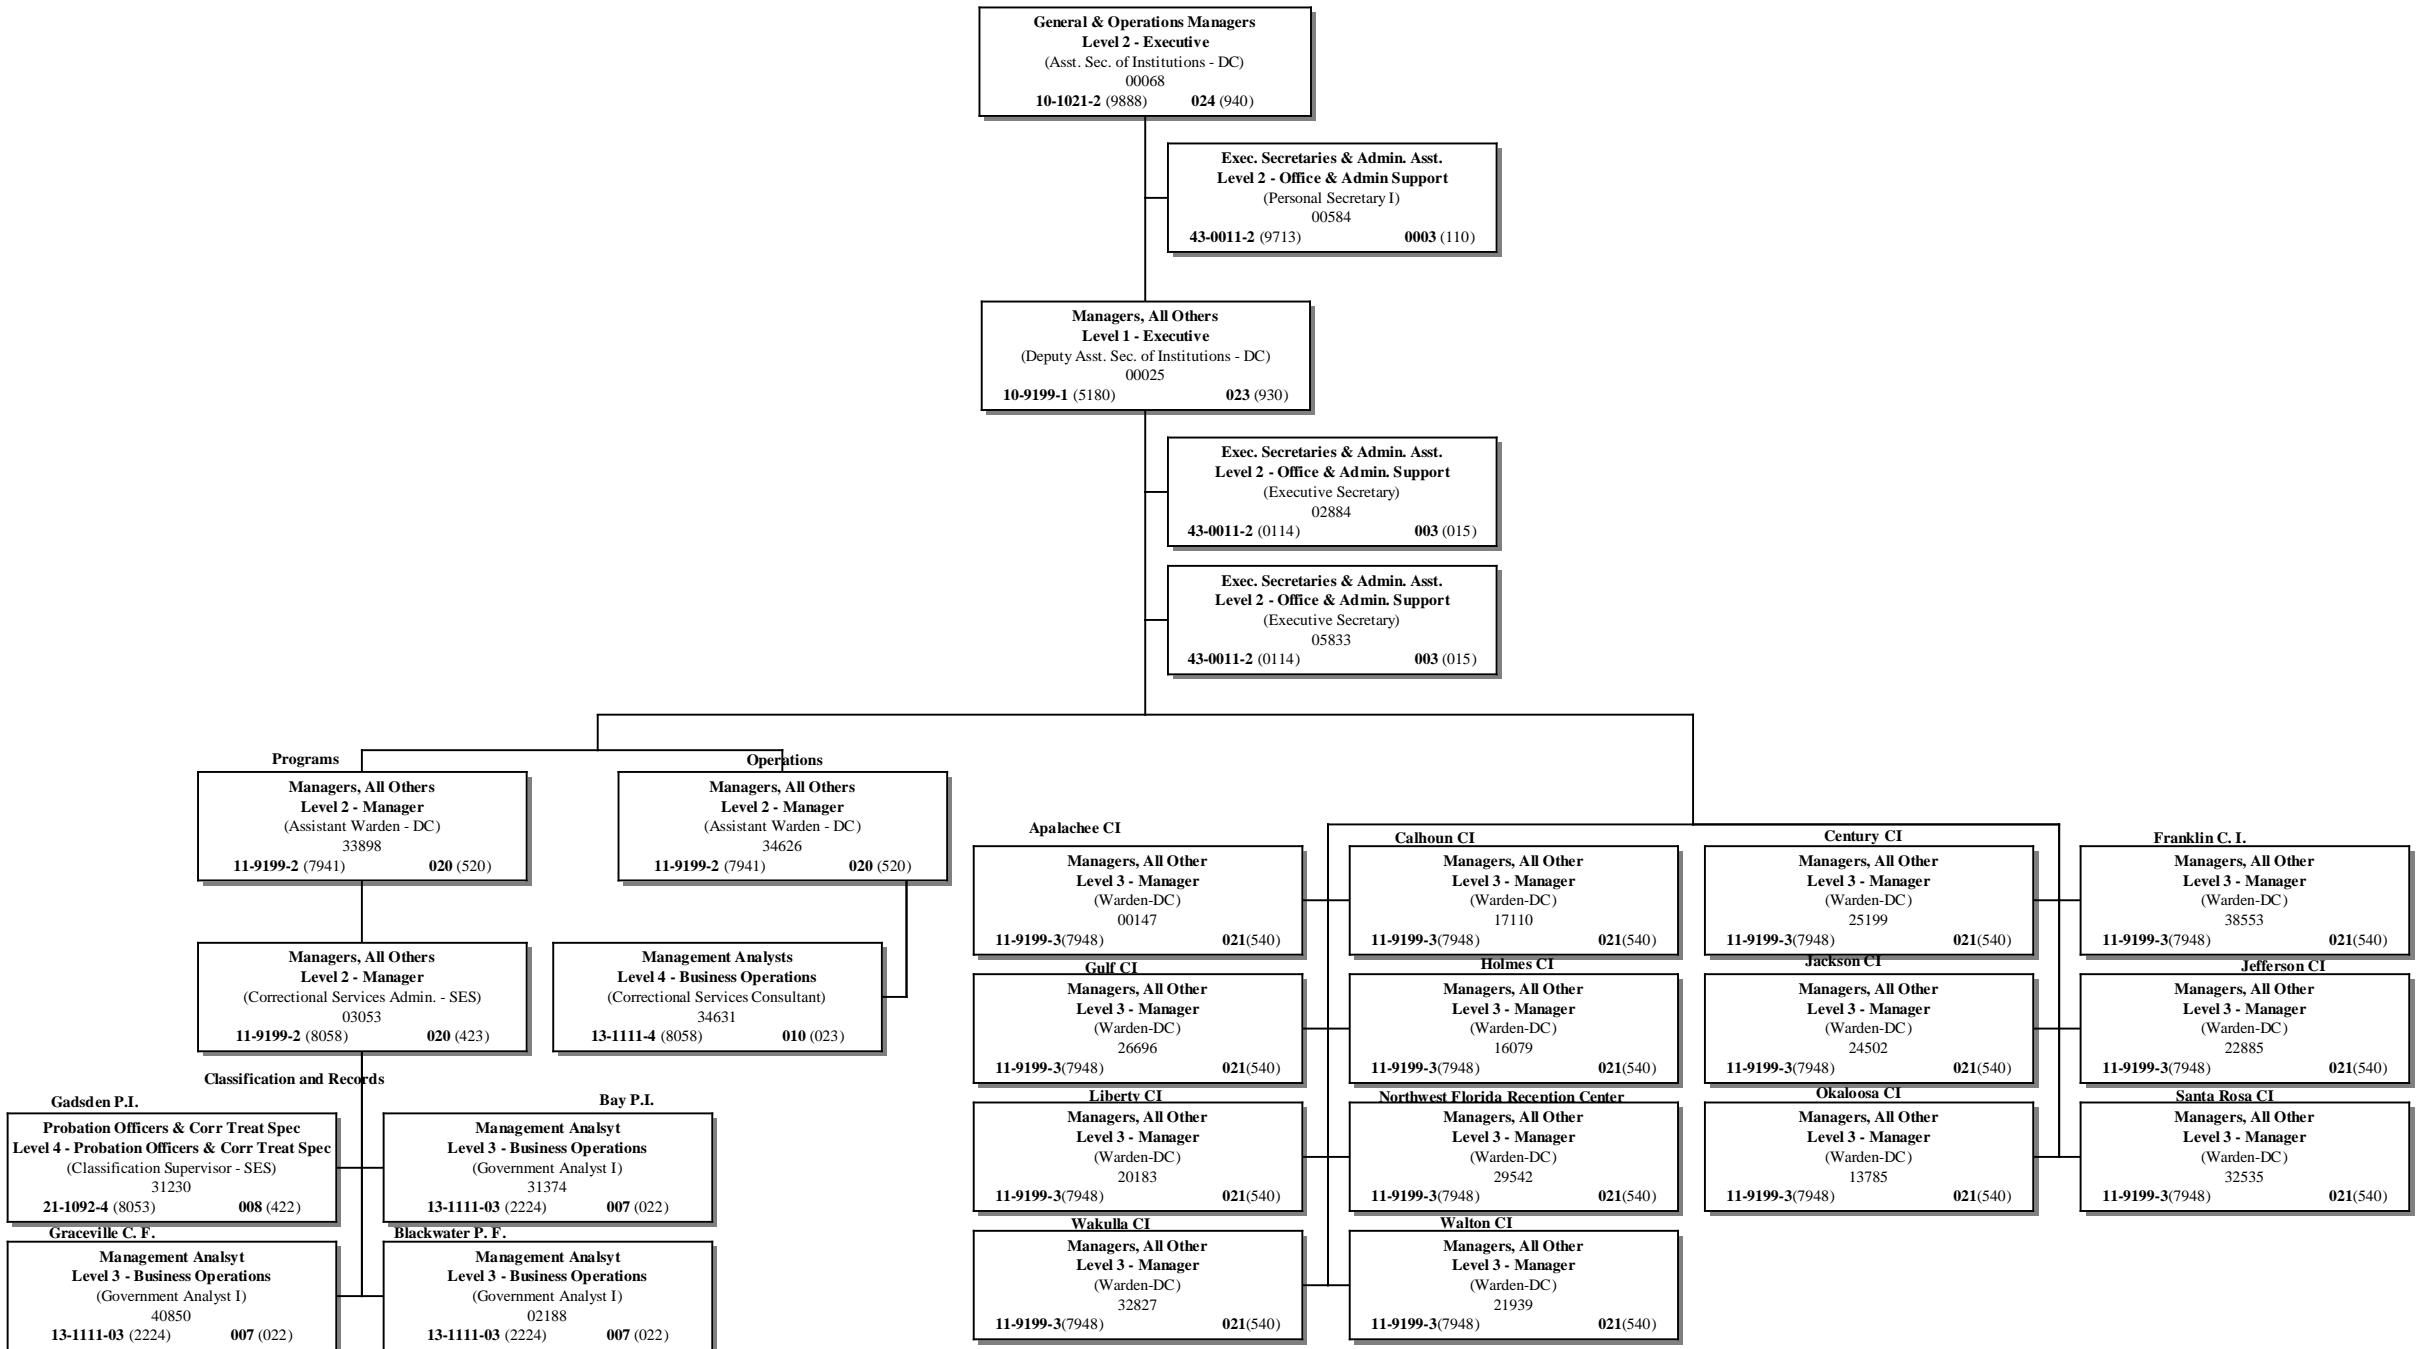 General & Operations Managers
Level 2 - Executive
(Asst. Sec. of Institutions - DC)
00068
10-1021-2 (9888) 024 (940)
Exec. Secretaries & Admin. Asst.
Level 2 - Office & Admin Support
(Personal Secretary I)
00584
43-0011-2 (9713) 0003 (110)
Managers, All Others
Level 1 - Executive
(Deputy Asst. Sec. of Institutions - DC)
00025
10-9199-1 (5180) 023 (930)
Exec. Secretaries & Admin. Asst.
Level 2 - Office & Admin. Support
(Executive Secretary)
02884
43-0011-2 (0114) 003 (015)
Exec. Secretaries & Admin. Asst.
Level 2 - Office & Admin. Support
(Executive Secretary)
05833
43-0011-2 (0114) 003 (015)
Programs
Managers, All Others
Level 2 - Manager
(Assistant Warden - DC)
33898
11-9199-2 (7941) 020 (520)
Operations
Managers, All Others
Level 2 - Manager
(Assistant Warden - DC)
34626
11-9199-2 (7941) 020 (520)
Managers, All Others
Level 2 - Manager
(Correctional Services Admin. - SES)
03053
11-9199-2 (8058) 020 (423)
Management Analysts
Level 4 - Business Operations
(Correctional Services Consultant)
34631
13-1111-4 (8058) 010 (023)
Classification and Records
Gadsden P.I.
Probation Officers & Corr Treat Spec
Level 4 - Probation Officers & Corr Treat Spec
(Classification Supervisor - SES)
31230
21-1092-4 (8053) 008 (422)
Bay P.I.
Management Analsyt
Level 3 - Business Operations
(Government Analyst I)
31374
13-1111-03 (2224) 007 (022)
Graceville C. F.
Management Analsyt
Level 3 - Business Operations
(Government Analyst I)
40850
13-1111-03 (2224) 007 (022)
Blackwater P. F.
Management Analsyt
Level 3 - Business Operations
(Government Analyst I)
02188
13-1111-03 (2224) 007 (022)
Apalachee CI
Managers, All Other
Level 3 - Manager
(Warden-DC)
00147
11-9199-3(7948) 021(540)
Calhoun CI
Managers, All Other
Level 3 - Manager
(Warden-DC)
17110
11-9199-3(7948) 021(540)
Century CI
Managers, All Other
Level 3 - Manager
(Warden-DC)
25199
11-9199-3(7948) 021(540)
Franklin C. I.
Managers, All Other
Level 3 - Manager
(Warden-DC)
38553
11-9199-3(7948) 021(540)
Gulf CI
Managers, All Other
Level 3 - Manager
(Warden-DC)
26696
11-9199-3(7948) 021(540)
Holmes CI
Managers, All Other
Level 3 - Manager
(Warden-DC)
16079
11-9199-3(7948) 021(540)
Jackson CI
Managers, All Other
Level 3 - Manager
(Warden-DC)
24502
11-9199-3(7948) 021(540)
Jefferson CI
Managers, All Other
Level 3 - Manager
(Warden-DC)
22885
11-9199-3(7948) 021(540)
Liberty CI
Managers, All Other
Level 3 - Manager
(Warden-DC)
20183
11-9199-3(7948) 021(540)
Northwest Florida Reception Center
Managers, All Other
Level 3 - Manager
(Warden-DC)
29542
11-9199-3(7948) 021(540)
Okaloosa CI
Managers, All Other
Level 3 - Manager
(Warden-DC)
13785
11-9199-3(7948) 021(540)
Santa Rosa CI
Managers, All Other
Level 3 - Manager
(Warden-DC)
32535
11-9199-3(7948) 021(540)
Wakulla CI
Managers, All Other
Level 3 - Manager
(Warden-DC)
32827
11-9199-3(7948) 021(540)
Walton CI
Managers, All Other
Level 3 - Manager
(Warden-DC)
21939
11-9199-3(7948) 021(540)